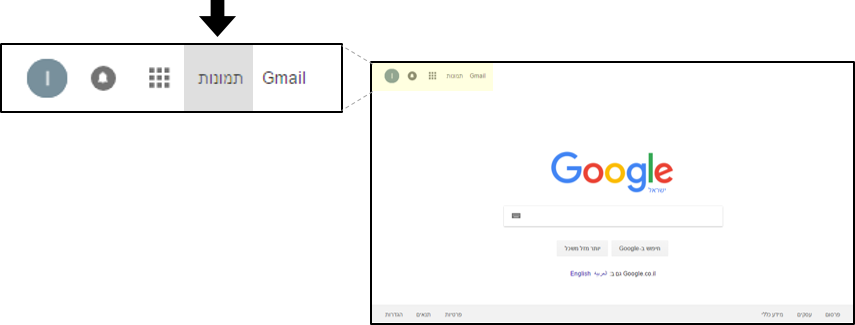 Gmail תמונות I
Gmail תמונות I
Google
ישראל
חיפוש ב-Google יותר מזל משכל
Google.co.il גם ב: العربية English
פרסום עסקים מידע כללי פרטיות תנאים הגדרות